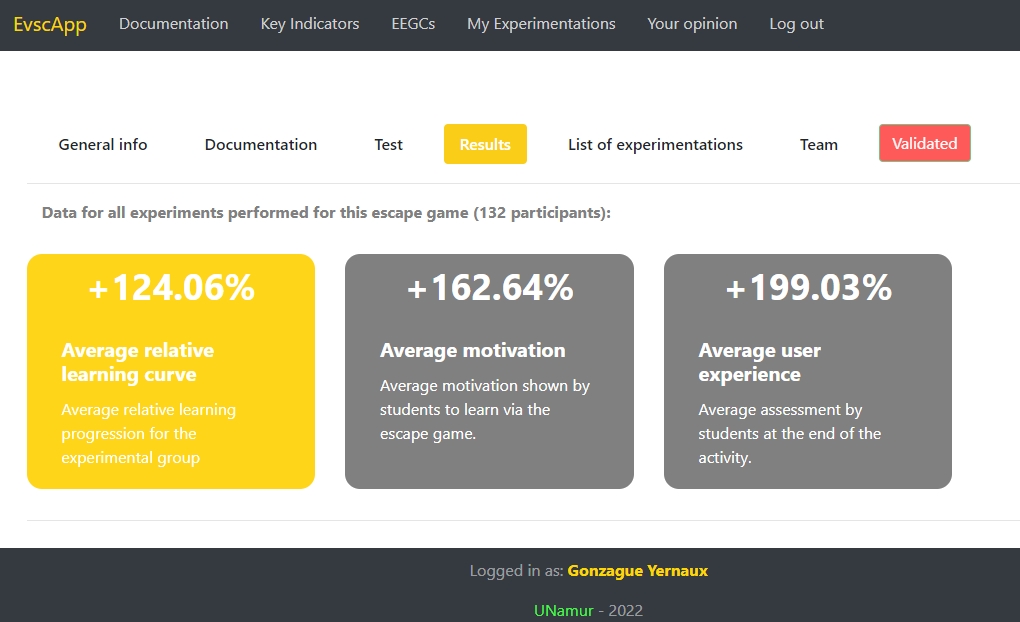 EvscApp Documentation Key Indicators EEGCs My Experimentations Your opinion Log out
General info Documentation Test Results List of experimentations Team Validated
Data for all experiments performed for this escape game (132 participants):
+124.06%
Average relative
learning curve
Average relative learning
progression for the
experimental group
+162.64%
Average motivation
Average motivation shown by
students to learn via the
escape game.
+199.03%
Average user
experience
Average assessment by
students at the end of the
activity.
Logged in as: Gonzague Yernaux
UNamur - 2022